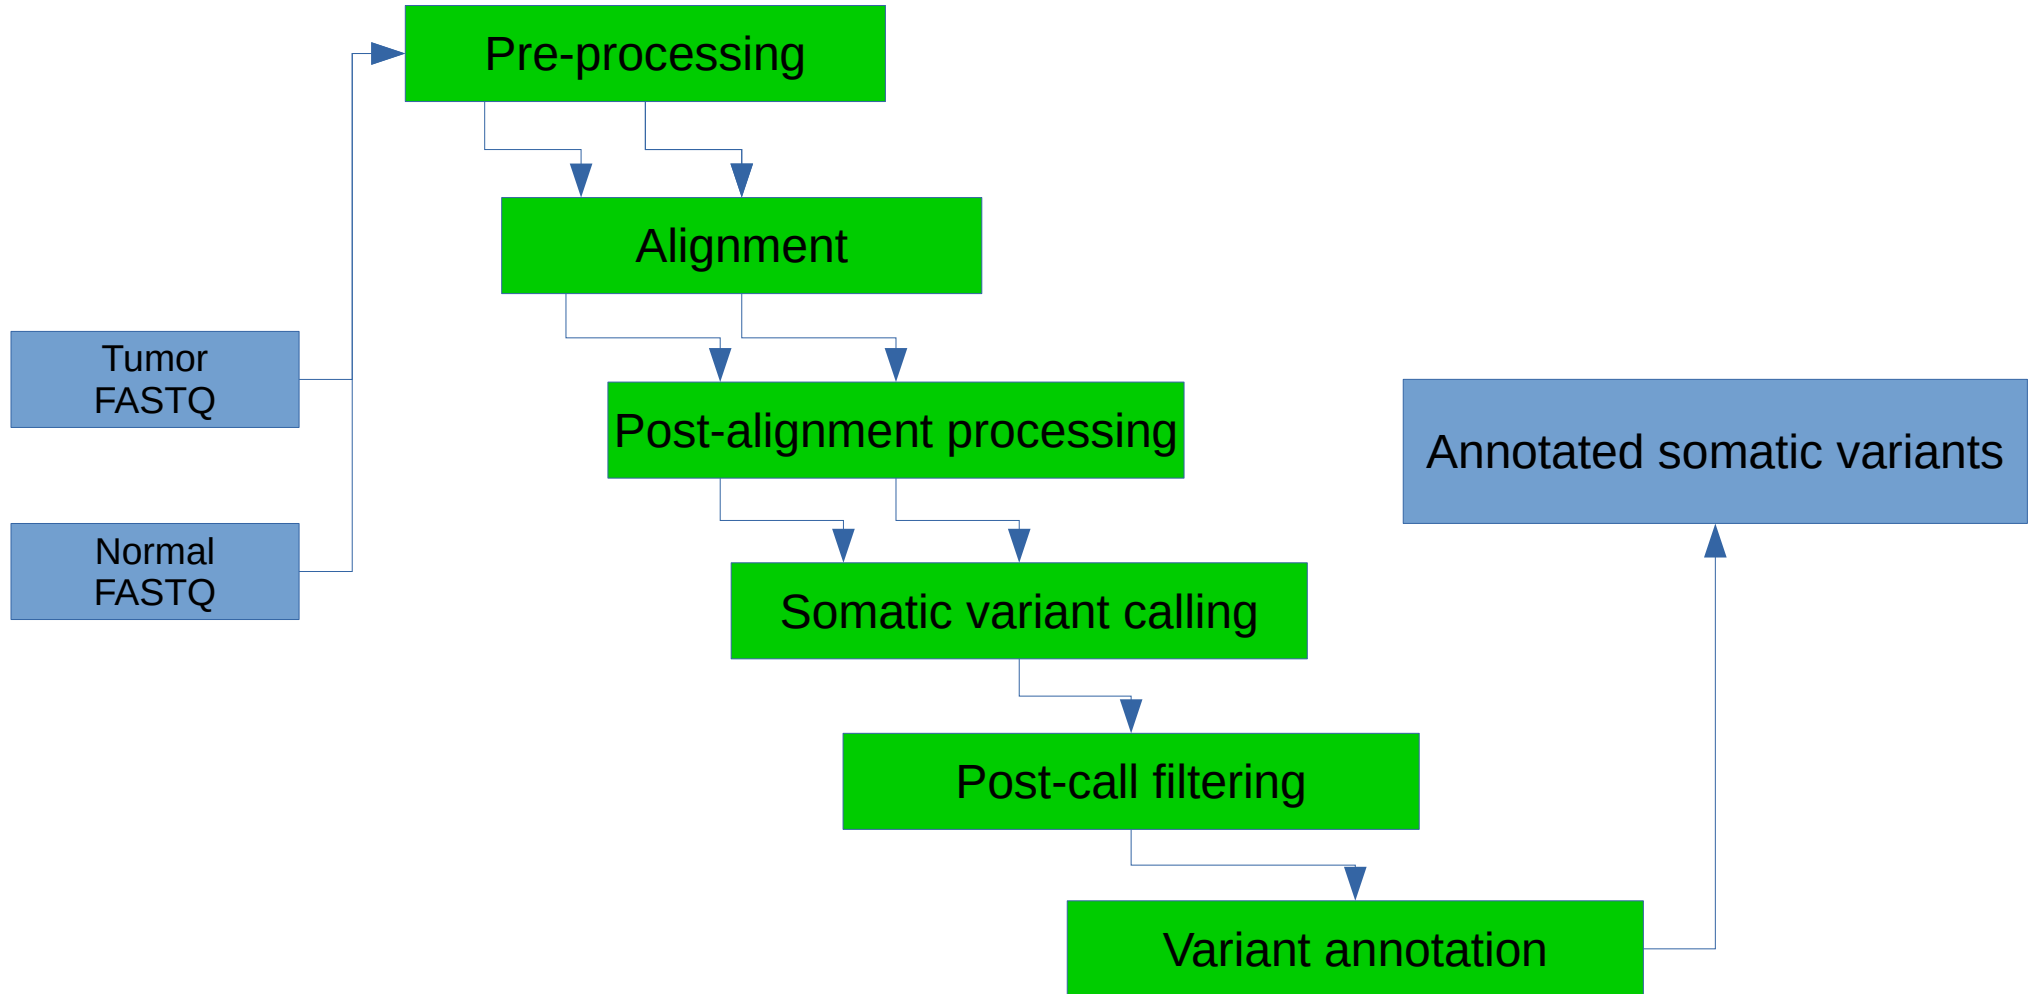 Pre-processing
Alignment
Tumor
FASTQ
Post-alignment processing
Annotated somatic variants
Normal
FASTQ
Somatic variant calling
Post-call filtering
Variant annotation